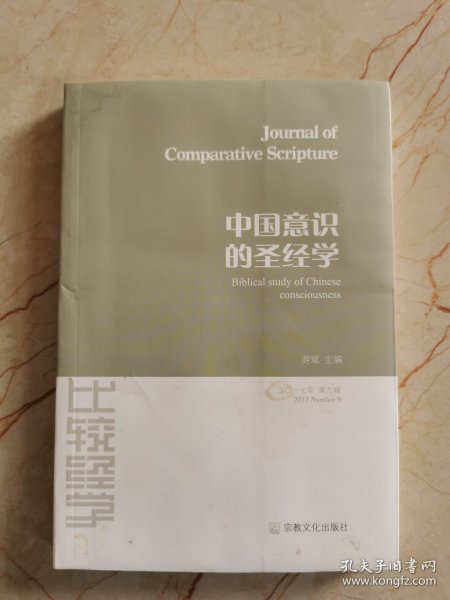 Journal of
Comparative Scripture
中国意识
的圣经学
Biblical study of Chinese
consciousness
游斌 主编
二〇一七年 第九辑
2017 Number 9
比较经学
宗教文化出版社
孔夫子旧书网
www.kongfz.com